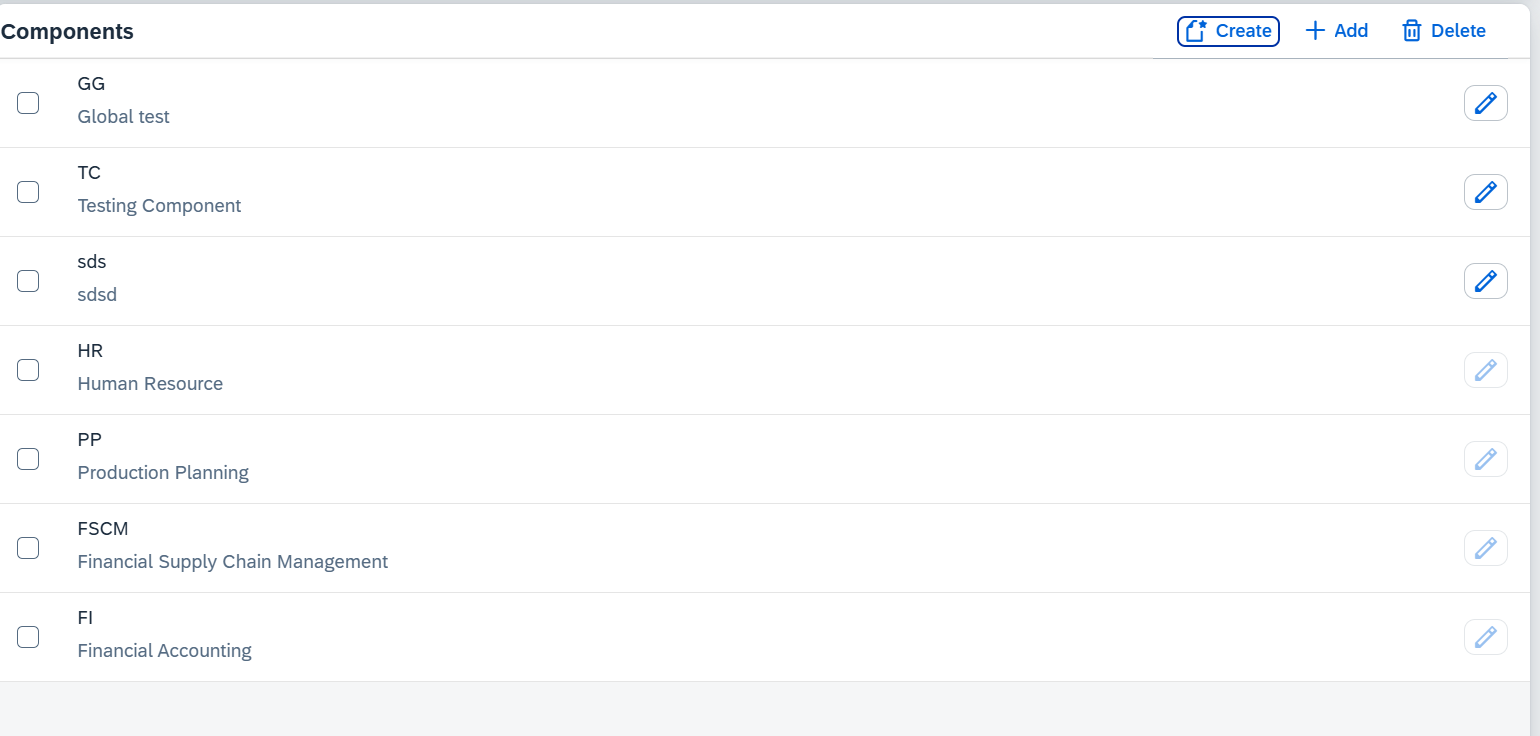 Components
Create Add Delete
GG
Global test
TC
Testing Component
sds
sdsd
HR
Human Resource
PP
Production Planning
FSCM
Financial Supply Chain Management
FI
Financial Accounting